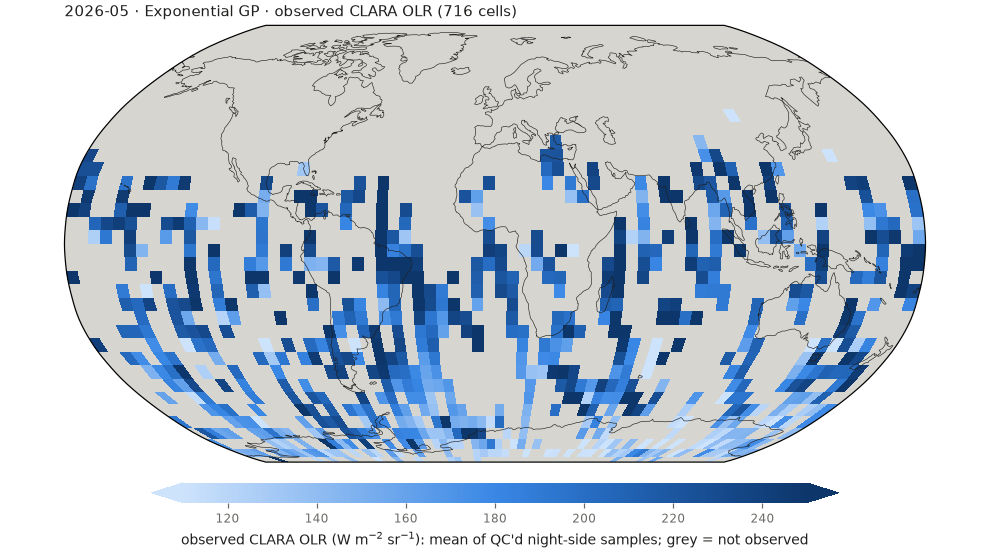 2026-05 · Exponential GP · observed CLARA OLR (716 cells)
120 140 160 180 200 220 240
observed CLARA OLR (W m⁻² sr⁻¹): mean of QC'd night-side samples; grey = not observed